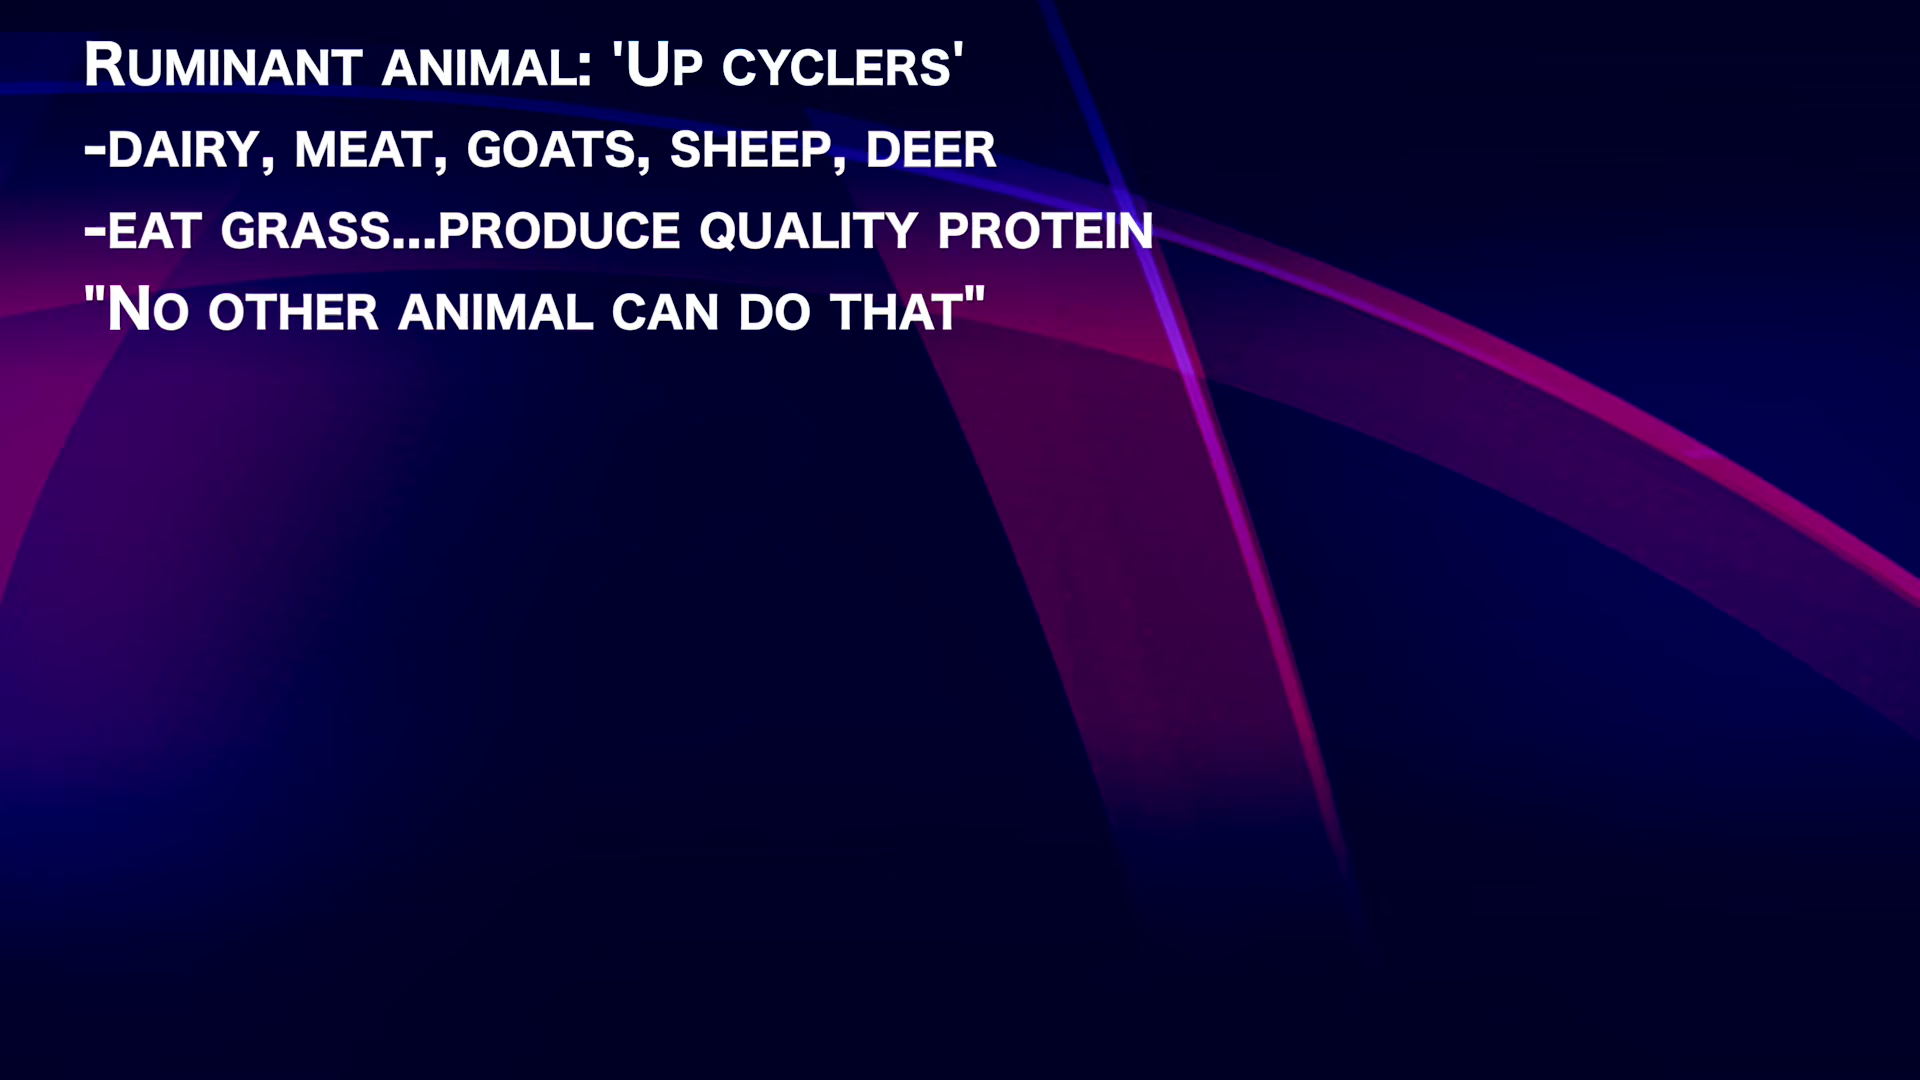 Ruminant animal: 'Up cyclers'
-dairy, meat, goats, sheep, deer
-eat grass...produce quality protein
"No other animal can do that"